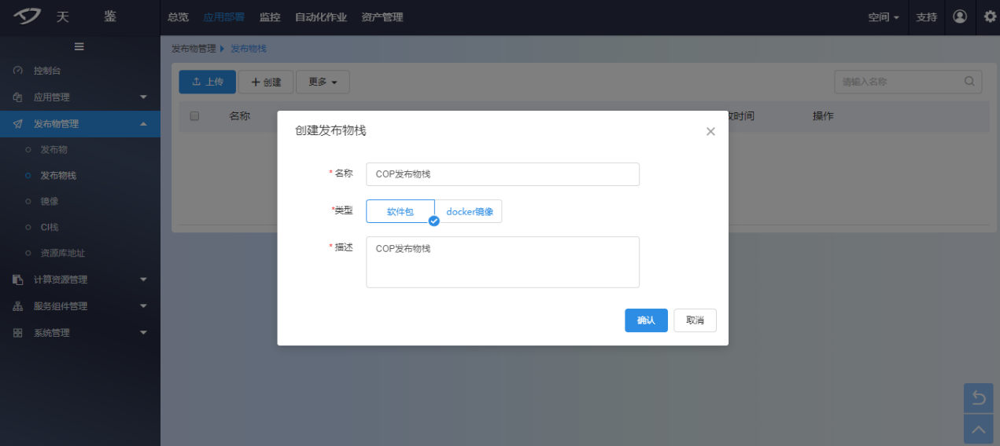 天 鉴
总览 应用部署 监控 自动化作业 资产管理 空间 支持
发布物管理 发布物栈
控制台
应用管理
发布物管理
发布物
发布物栈
镜像
CI栈
资源库地址
计算资源管理
服务组件管理
系统管理
上传 创建 更多 请输入名称
名称 时间 操作
创建发布物栈
* 名称 COP发布物栈
*类型 软件包 docker镜像
* 描述 COP发布物栈
确认 取消